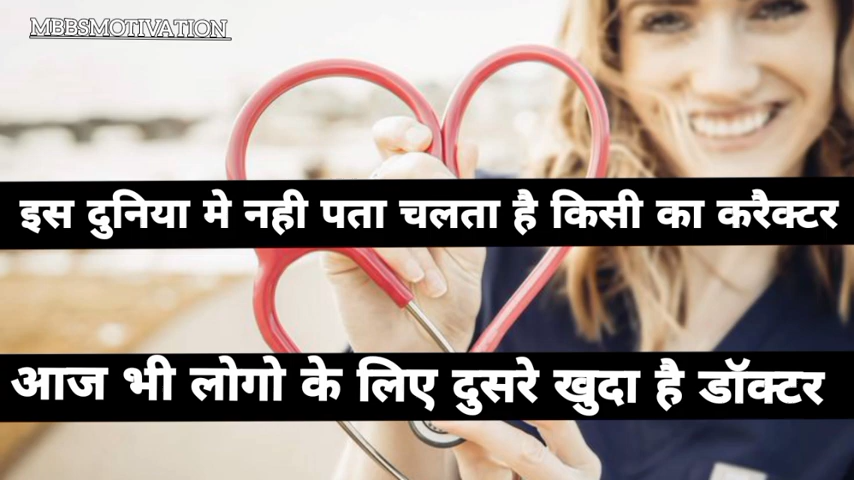 MBBSMOTIVATION
इस दुनिया मे नही पता चलता है किसी का करैक्टर
आज भी लोगो के लिए दुसरे खुदा है डॉक्टर